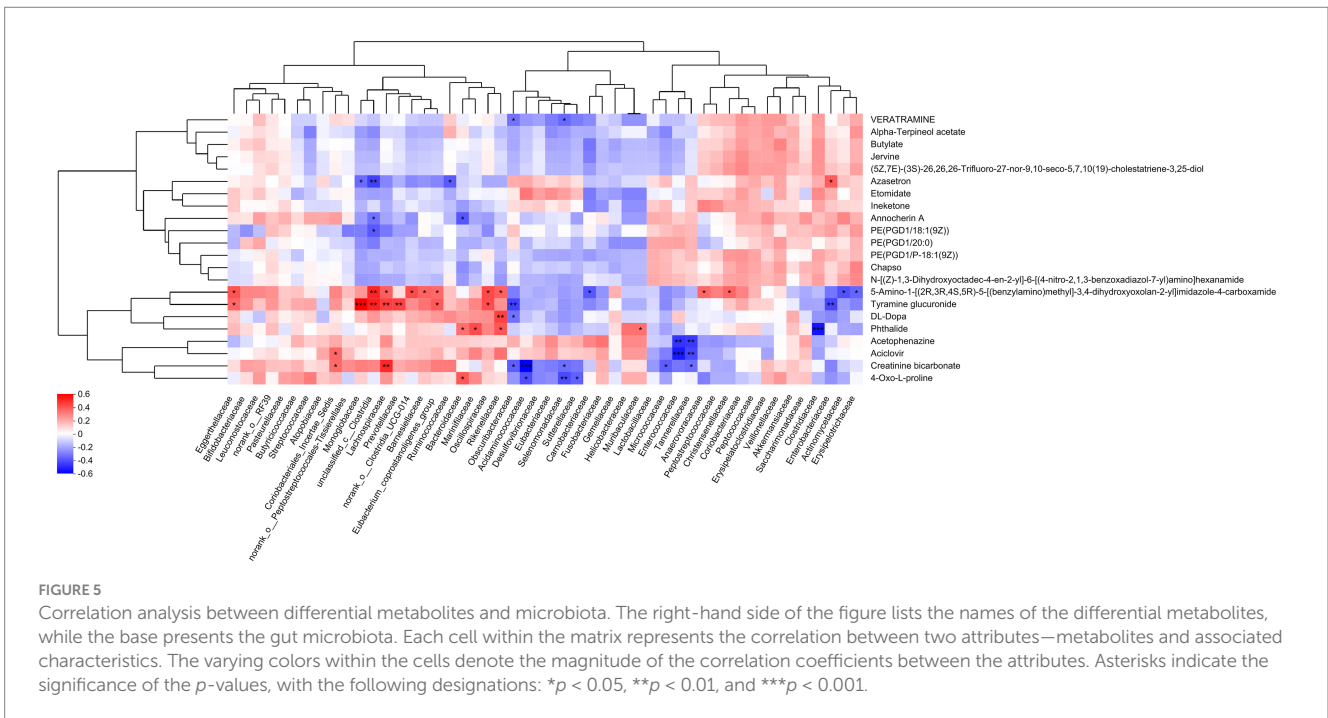 VERATRAMINE
Alpha-Terpineol acetate
Butylate
Jervine
(5Z,7E)-(3S)-26,26,26-Trifluoro-27-nor-9,10-seco-5,7,10(19)-cholestatriene-3,25-diol
Azasetron
Etomidate
Ineketone
Annocherin A
PE(PGD1/18:1(9Z))
PE(PGD1/20:0)
PE(PGD1/P-18:1(9Z))
Chapso
N-[(Z)-1,3-Dihydroxyoctadec-4-en-2-yl]-6-[(4-nitro-2,1,3-benzoxadiazol-7-yl)amino]hexanamide
5-Amino-1-[(2R,3R,4S,5R)-5-[(benzylamino)methyl]-3,4-dihydroxyoxolan-2-yl]imidazole-4-carboxamide
Tyramine glucuronide
DL-Dopa
Phthalide
Acetophenazine
Aciclovir
Creatinine bicarbonate
4-Oxo-L-proline
0.6
0.4
0.2
0
-0.2
-0.4
-0.6
Eggerthellaceae
Bifidobacteriaceae
Leuconostocaceae
norank_o__RF39
Pasteurellaceae
Butyricicoccaceae
Streptococcaceae
Atopobiaceae
Coriobacteriales_Incertae_Sedis
norank_o__Peptostreptococcales-Tissierellales
Monoglobaceae
unclassified_c__Clostridia
Lachnospiraceae
Prevotellaceae
norank_o__Clostridia_UCG-014
Barnesiellaceae
Eubacterium_coprostanoligenes_group
Ruminococcaceae
Bacteroidaceae
Marinifilaceae
Oscillospiraceae
Rikenellaceae
Obscuribacteraceae
Acidaminococcaceae
Desulfovibrionaceae
Eubacteriaceae
Selenomonadaceae
Sutterellaceae
Carnobacteriaceae
Fusobacteriaceae
Gemellaceae
Helicobacteraceae
Muribaculaceae
Lactobacillaceae
Micrococcaceae
Enterococcaceae
Tannerellaceae
Anaerovoracaceae
Peptostreptococcaceae
Christensenellaceae
Coriobacteriaceae
Peptococcaceae
Erysipelatoclostridiaceae
Veillonellaceae
Akkermansiaceae
Saccharimonadaceae
Clostridiaceae
Enterobacteriaceae
Actinomycetaceae
Erysipelotrichaceae
FIGURE 5
Correlation analysis between differential metabolites and microbiota. The right-hand side of the figure lists the names of the differential metabolites,
while the base presents the gut microbiota. Each cell within the matrix represents the correlation between two attributes—metabolites and associated
characteristics. The varying colors within the cells denote the magnitude of the correlation coefficients between the attributes. Asterisks indicate the
significance of the p-values, with the following designations: *p < 0.05, **p < 0.01, and ***p < 0.001.